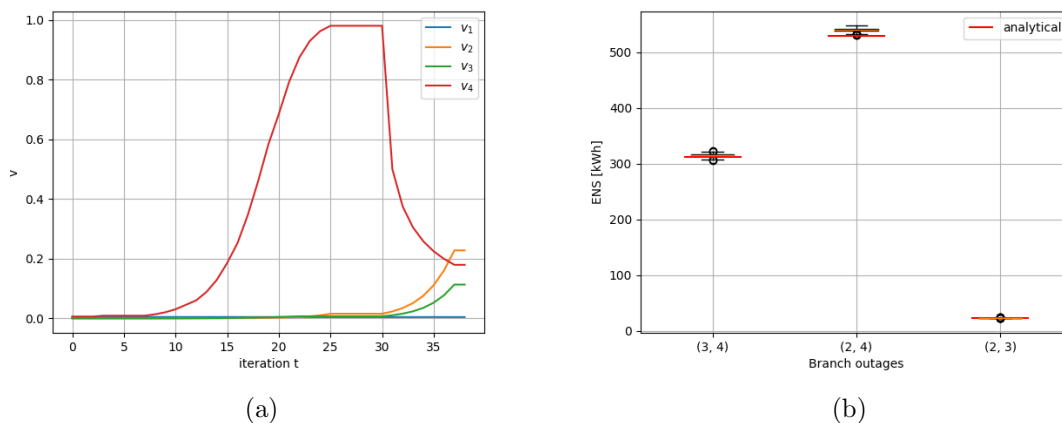 1.0
0.8
0.6
0.4
0.2
0.0
v
0 5 10 15 20 25 30 35
iteration t
v₁
v₂
v₃
v₄
(a)
500
400
300
200
100
0
ENS [kWh]
(3, 4) (2, 4) (2, 3)
Branch outages
analytical
(b)